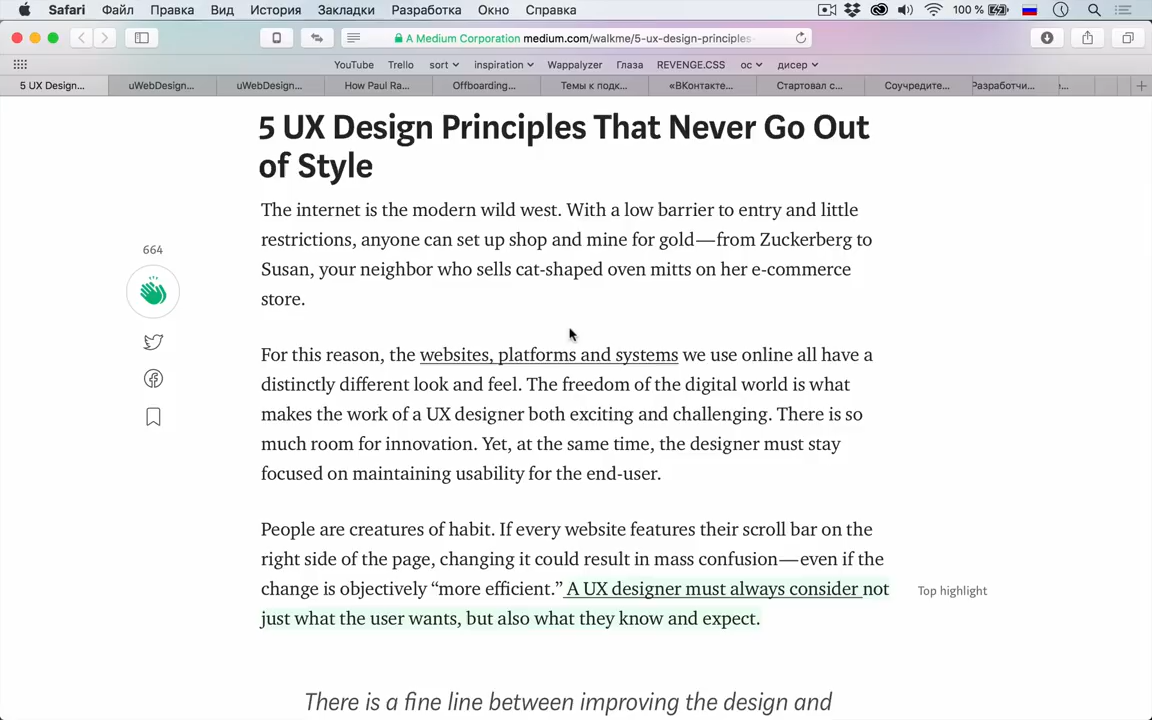 Safari Файл Правка Вид История Закладки Разработка Окно Справка 100 %
A Medium Corporation medium.com/walkme/5-ux-design-principles-
YouTube Trello sort inspiration Wappalyzer Глаза REVENGE.CSS ос дисер
5 UX Design... uWebDesign... uWebDesign... How Paul Ra... Offboarding... Темы к подк... «ВКонтакте... Стартовал с... Соучредите... Разработчи...
5 UX Design Principles That Never Go Out
of Style
The internet is the modern wild west. With a low barrier to entry and little
restrictions, anyone can set up shop and mine for gold—from Zuckerberg to
Susan, your neighbor who sells cat-shaped oven mitts on her e-commerce
store.
664
For this reason, the websites, platforms and systems we use online all have a
distinctly different look and feel. The freedom of the digital world is what
makes the work of a UX designer both exciting and challenging. There is so
much room for innovation. Yet, at the same time, the designer must stay
focused on maintaining usability for the end-user.
People are creatures of habit. If every website features their scroll bar on the
right side of the page, changing it could result in mass confusion—even if the
change is objectively “more efficient.” A UX designer must always consider not
just what the user wants, but also what they know and expect.
Top highlight
There is a fine line between improving the design and